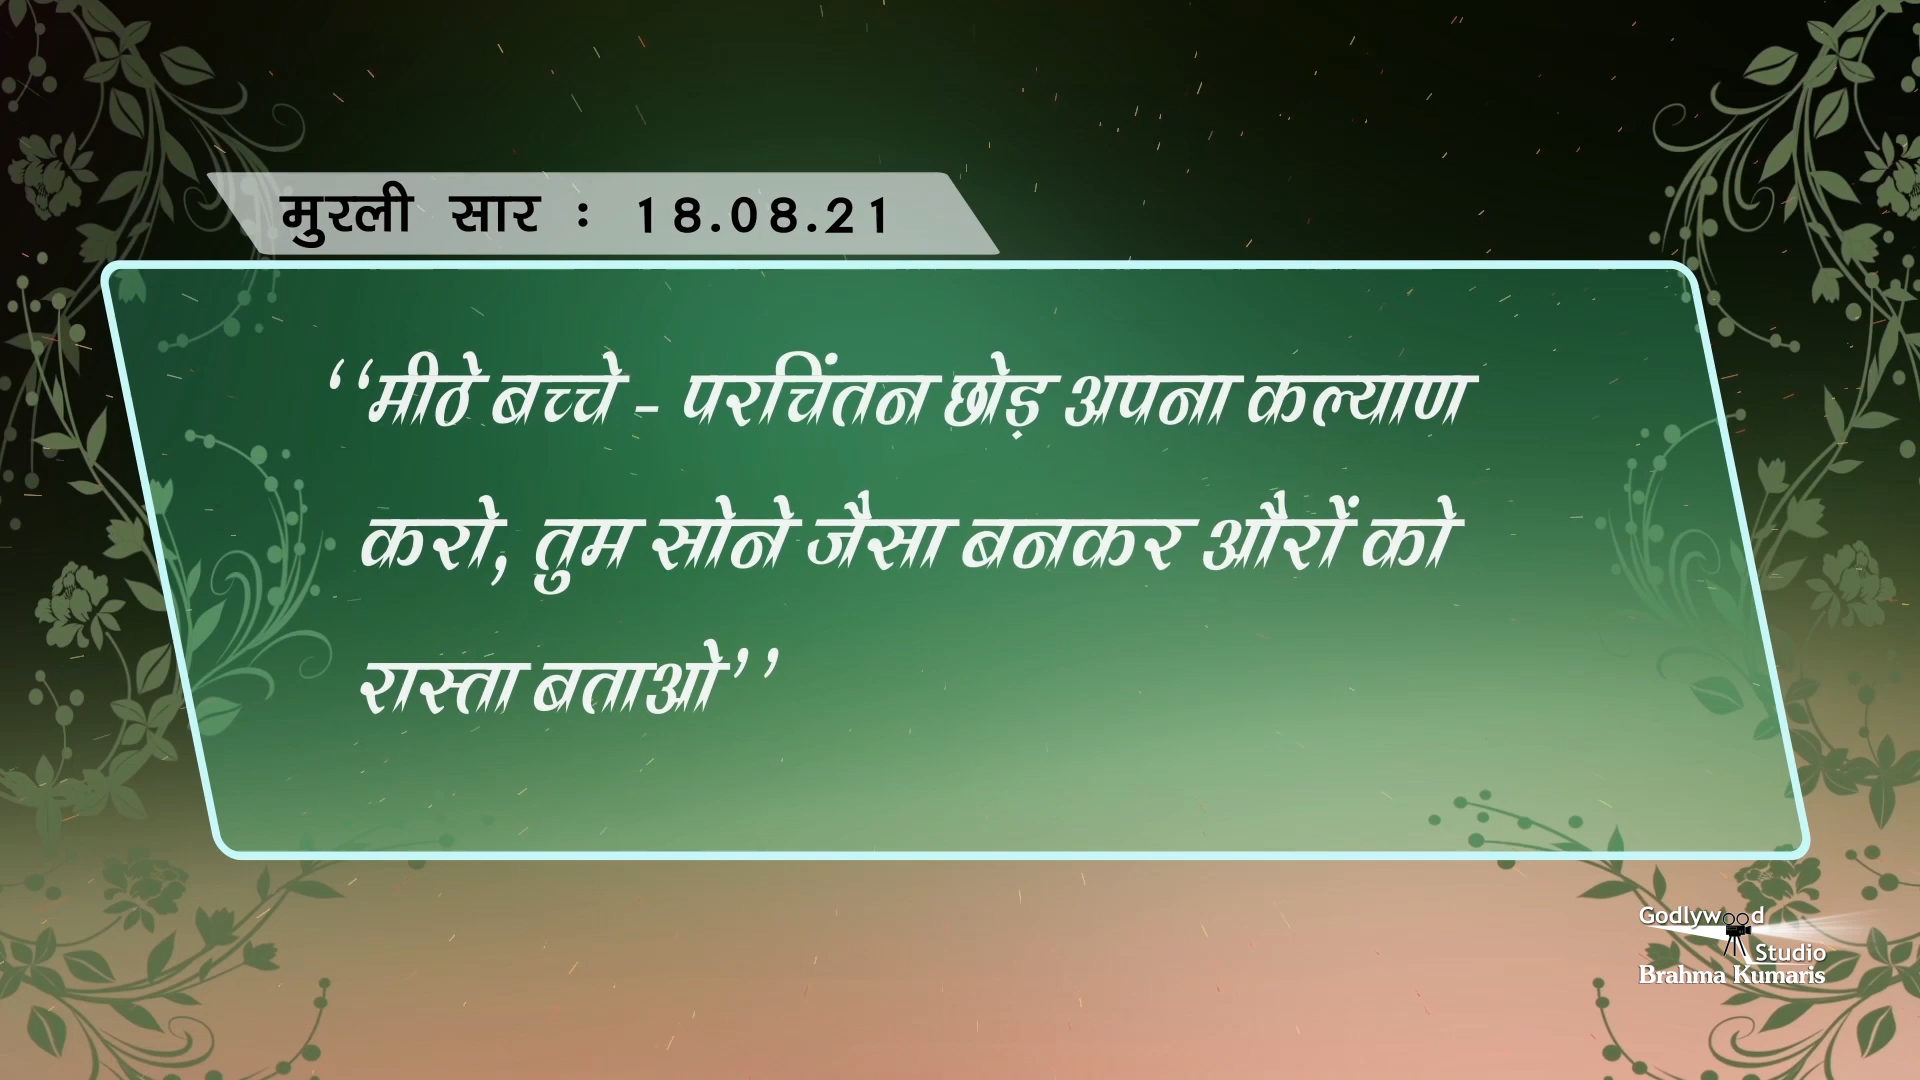 मुरली सार : 18.08.21
‘‘मीठे बच्चे - परचिंतन छोड़ अपना कल्याण
करो, तुम सोने जैसा बनकर औरों को
रास्ता बताओ’’
Godlywood
Studio
Brahma Kumaris